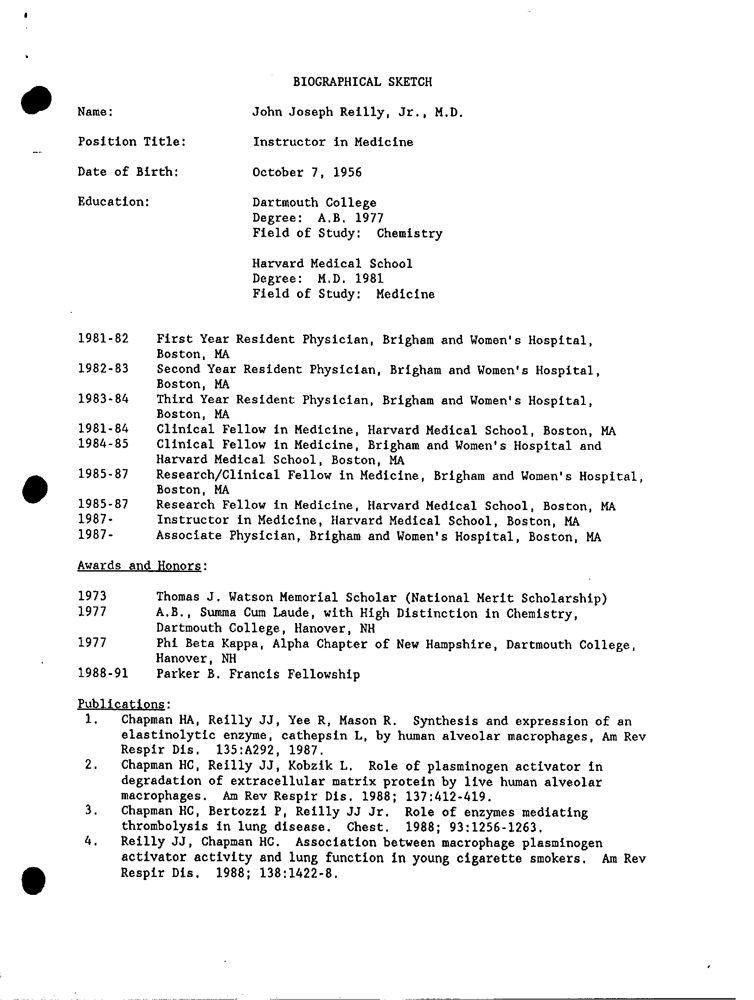 BIOGRAPHICAL SKETCH
Name: John Joseph Reilly, Jr., M.D.
Position Title: Instructor in Medicine
Date of Birth: October 7, 1956
Education: Dartmouth College
Degree: A.B. 1977
Field of Study: Chemistry
Harvard Medical School
Degree: M.D. 1981
Field of Study: Medicine
1981-82 First Year Resident Physician, Brigham and Women's Hospital,
Boston, MA
1982-83 Second Year Resident Physician, Brigham and Women's Hospital,
Boston, MA
1983-84 Third Year Resident Physician, Brigham and Women's Hospital,
Boston, MA
1981-84 Clinical Fellow in Medicine, Harvard Medical School, Boston, MA
1984-85 Clinical Fellow in Medicine, Brigham and Women's Hospital and
Harvard Medical School, Boston, MA
1985-87 Research/Clinical Fellow in Medicine, Brigham and Women's Hospital,
Boston, MA
1985-87 Research Fellow in Medicine, Harvard Medical School, Boston, MA
1987- Instructor in Medicine, Harvard Medical School, Boston, MA
1987- Associate Physician, Brigham and Women's Hospital, Boston, MA
Awards and Honors:
1973 Thomas J. Watson Memorial Scholar (National Merit Scholarship)
1977 A.B., Summa Cum Laude, with High Distinction in Chemistry,
Dartmouth College, Hanover, NH
1977 Phi Beta Kappa, Alpha Chapter of New Hampshire, Dartmouth College,
Hanover, NH
1988-91 Parker B. Francis Fellowship
Publications:
1. Chapman HA, Reilly JJ, Yee R, Mason R. Synthesis and expression of an
elastinolytic enzyme, cathepsin L, by human alveolar macrophages, Am Rev
Respir Dis. 135:A292, 1987.
2. Chapman HC, Reilly JJ, Kobzik L. Role of plasminogen activator in
degradation of extracellular matrix protein by live human alveolar
macrophages. Am Rev Respir Dis. 1988; 137:412-419.
3. Chapman HC, Bertozzi P, Reilly JJ Jr. Role of enzymes mediating
thrombolysis in lung disease. Chest. 1988; 93:1256-1263.
4. Reilly JJ, Chapman HC. Association between macrophage plasminogen
activator activity and lung function in young cigarette smokers. Am Rev
Respir Dis. 1988; 138:1422-8.